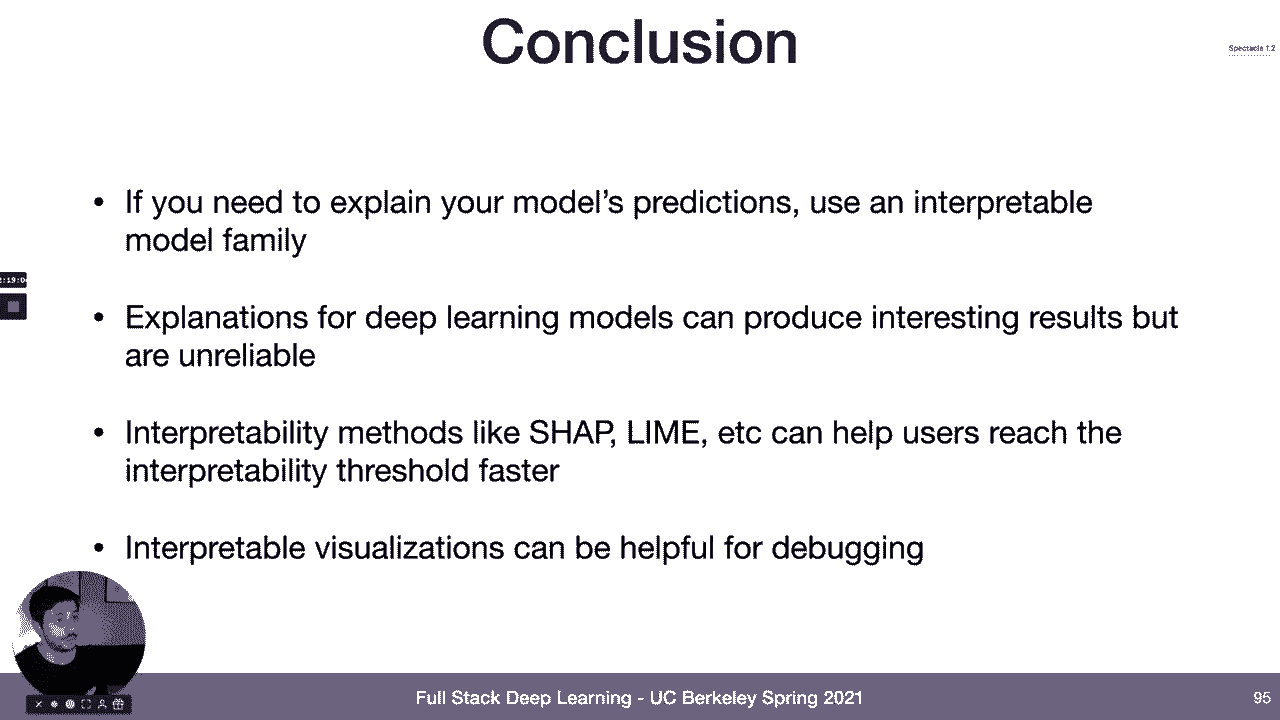 Conclusion
Spectacle 1.2
• If you need to explain your model’s predictions, use an interpretable
model family
• Explanations for deep learning models can produce interesting results but
are unreliable
• Interpretability methods like SHAP, LIME, etc can help users reach the
interpretability threshold faster
• Interpretable visualizations can be helpful for debugging
Full Stack Deep Learning - UC Berkeley Spring 2021
95